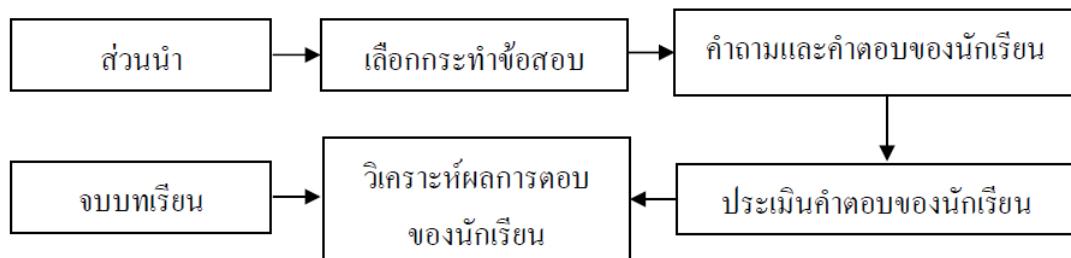 ส่วนนำ
เลือกกระทำข้อสอบ
คำถามและคำตอบของนักเรียน
จบบทเรียน
วิเคราะห์ผลการตอบ
ของนักเรียน
ประเมินคำตอบของนักเรียน